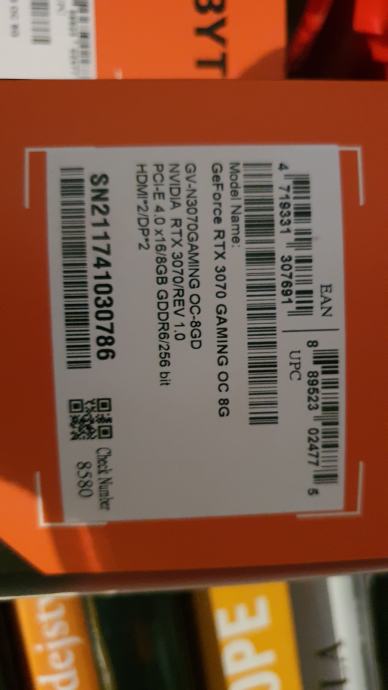 BYT
EAN
4 719331 307691
UPC
8 89523 02477 5
Model Name:
GeForce RTX 3070 GAMING OC 8G
GV-N3070GAMING OC-8GD
NVIDIA RTX 3070/REV 1.0
PCI-E 4.0 x16/8GB GDDR6/256 bit
HDMI*2/DP*2
SN211741030786
Check Number
8580
dejst
OPE